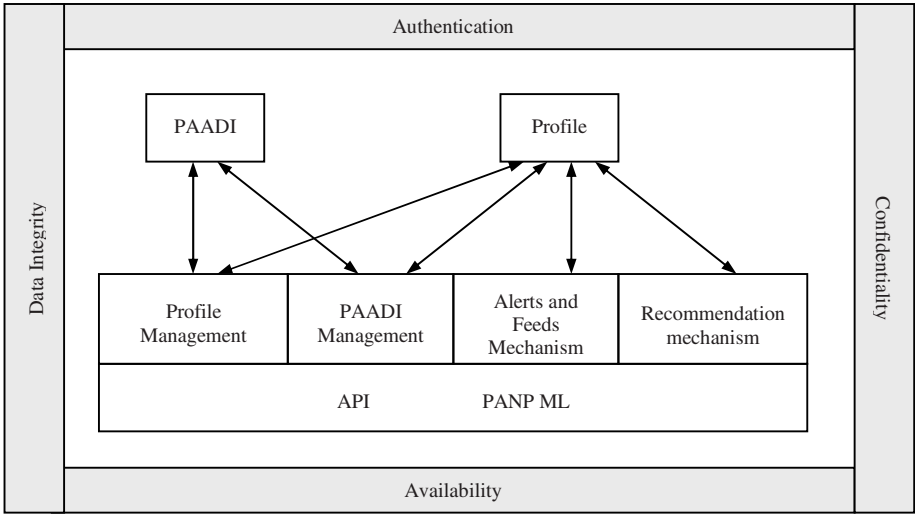 Authentication
Data Integrity
Confidentiality
PAADI
Profile
Profile
Management
PAADI
Management
Alerts and
Feeds
Mechanism
Recommendation
mechanism
API PANP ML
Availability